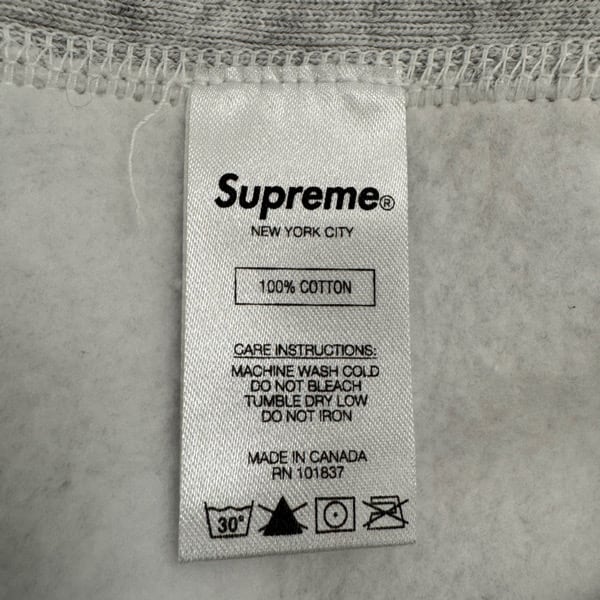 Supreme®
NEW YORK CITY
100% COTTON
CARE INSTRUCTIONS:
MACHINE WASH COLD
DO NOT BLEACH
TUMBLE DRY LOW
DO NOT IRON
MADE IN CANADA
RN 101837
30°